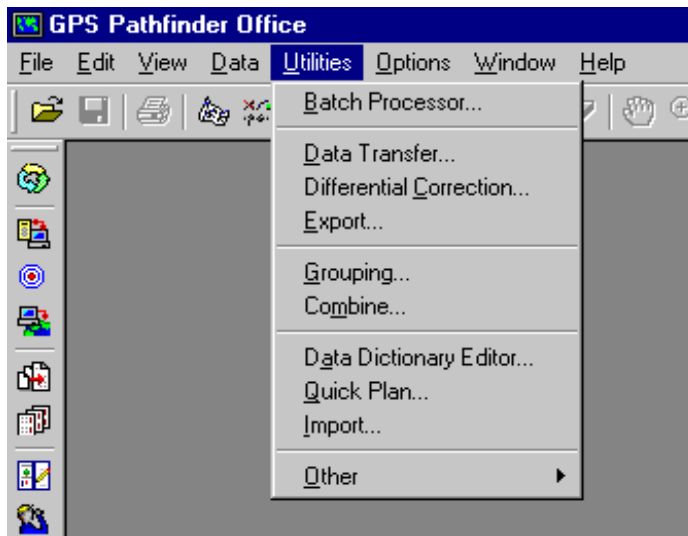 GPS Pathfinder Office
File Edit View Data Utilities Options Window Help
Batch Processor...
Data Transfer...
Differential Correction...
Export...
Grouping...
Combine...
Data Dictionary Editor...
Quick Plan...
Import...
Other